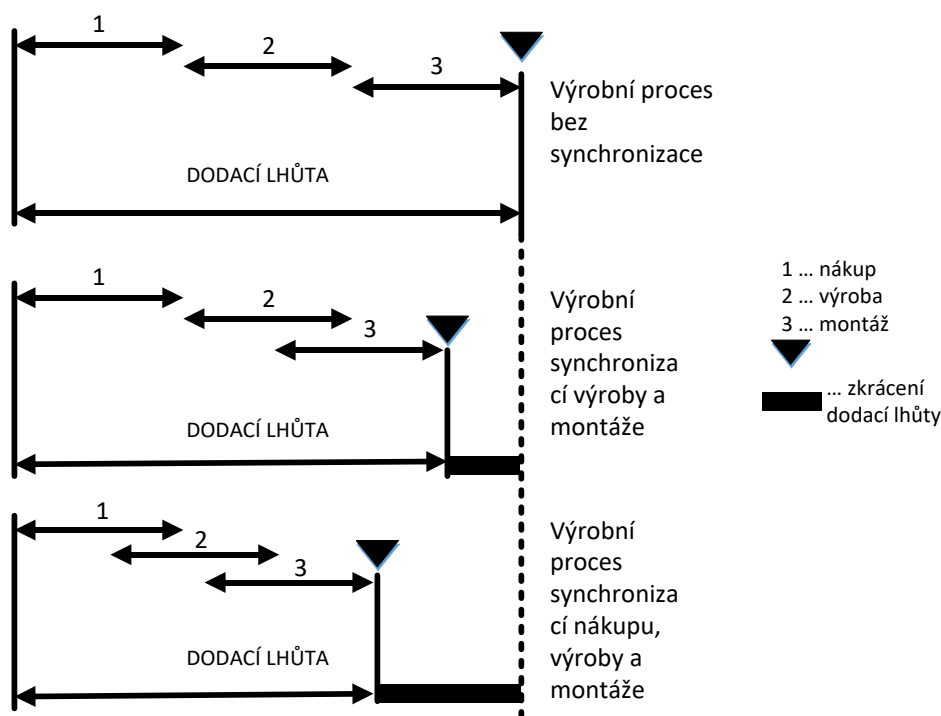 1
2
3
Výrobní proces
bez
synchronizace
DODACÍ LHŮTA
1
2
3
Výrobní
proces
synchroniza
cí výroby a
montáže
DODACÍ LHŮTA
1 ... nákup
2 ... výroba
3 ... montáž
... zkrácení
dodací lhůty
1
2
3
Výrobní
proces
synchroniza
cí nákupu,
výroby a
montáže
DODACÍ LHŮTA